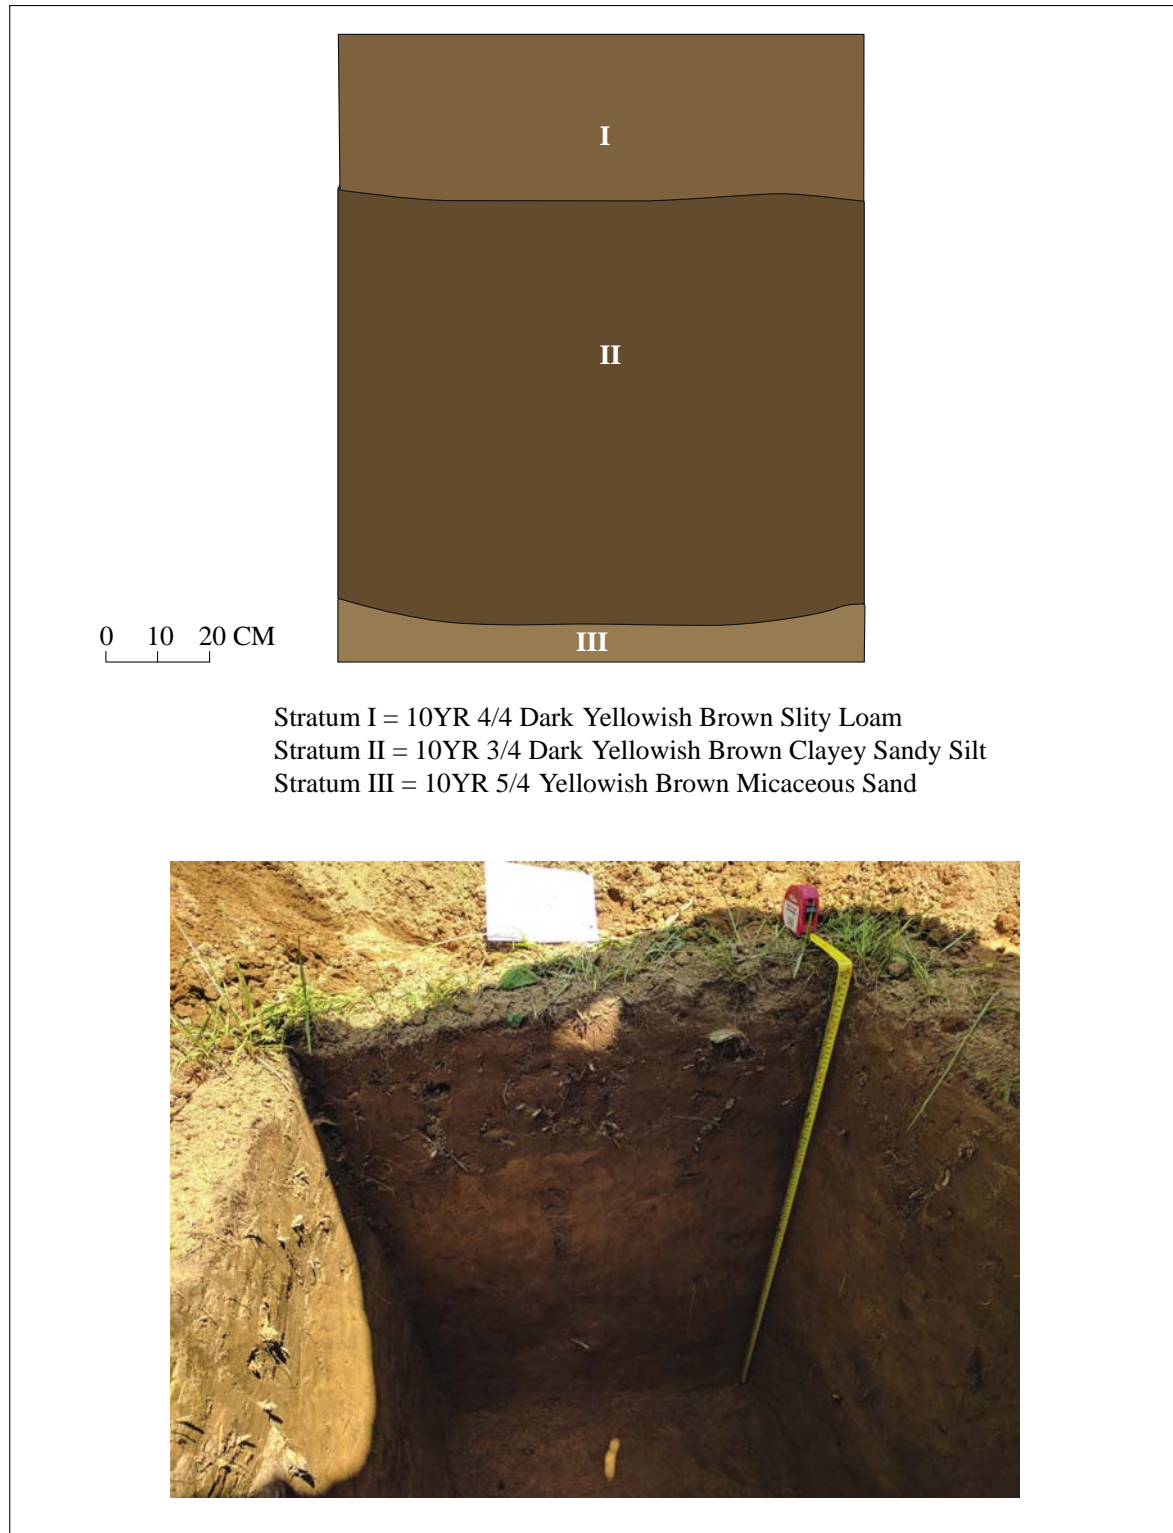 I
II
III
0 10 20 CM
Stratum I = 10YR 4/4 Dark Yellowish Brown Slity Loam
Stratum II = 10YR 3/4 Dark Yellowish Brown Clayey Sandy Silt
Stratum III = 10YR 5/4 Yellowish Brown Micaceous Sand